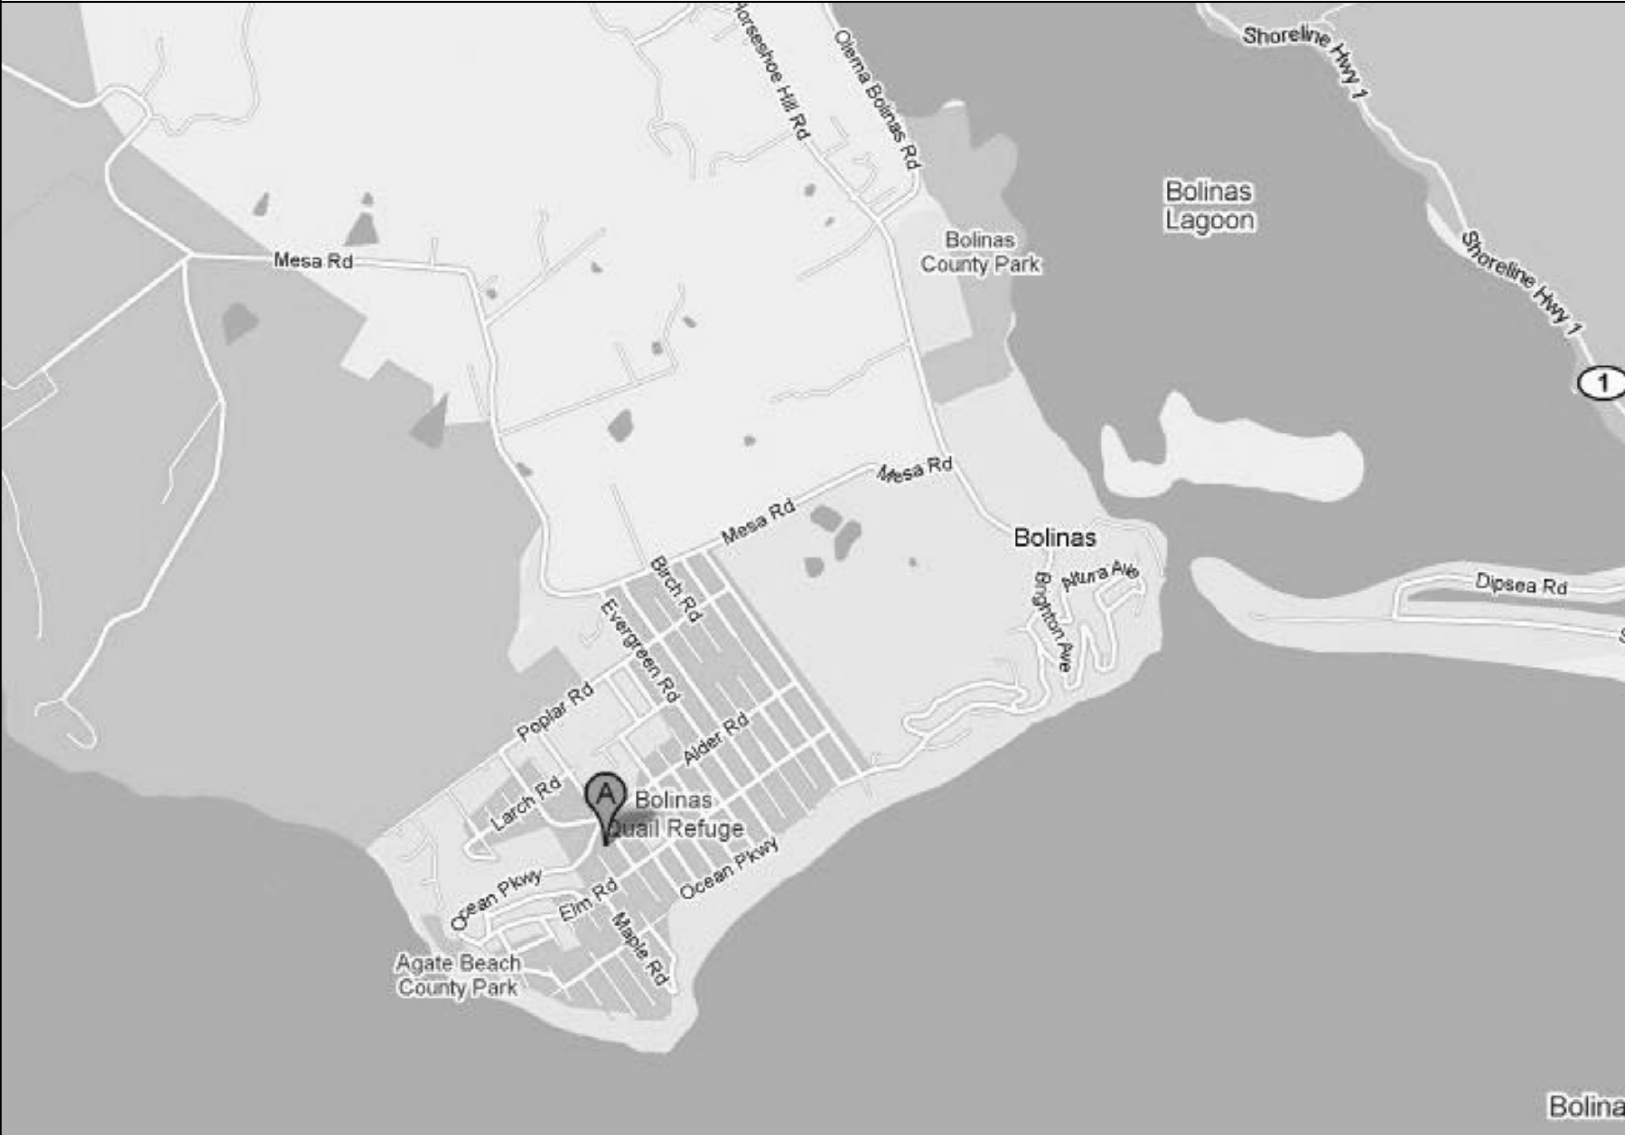 Horseshoe Hill Rd
Olema Bolinas Rd
Shoreline Hwy 1
Bolinas
Lagoon
Bolinas
County Park
Mesa Rd
Shoreline Hwy 1
1
Mesa Rd
Mesa Rd
Bolinas
Birch Rd
Altura Ave
Brighton Ave
Dipsea Rd
Evergreen Rd
Poplar Rd
Alder Rd
Larch Rd
A
Bolinas
Quail Refuge
Ocean Pkwy
Ocean Pkwy
Elm Rd
Maple Rd
Agate Beach
County Park
Bolina